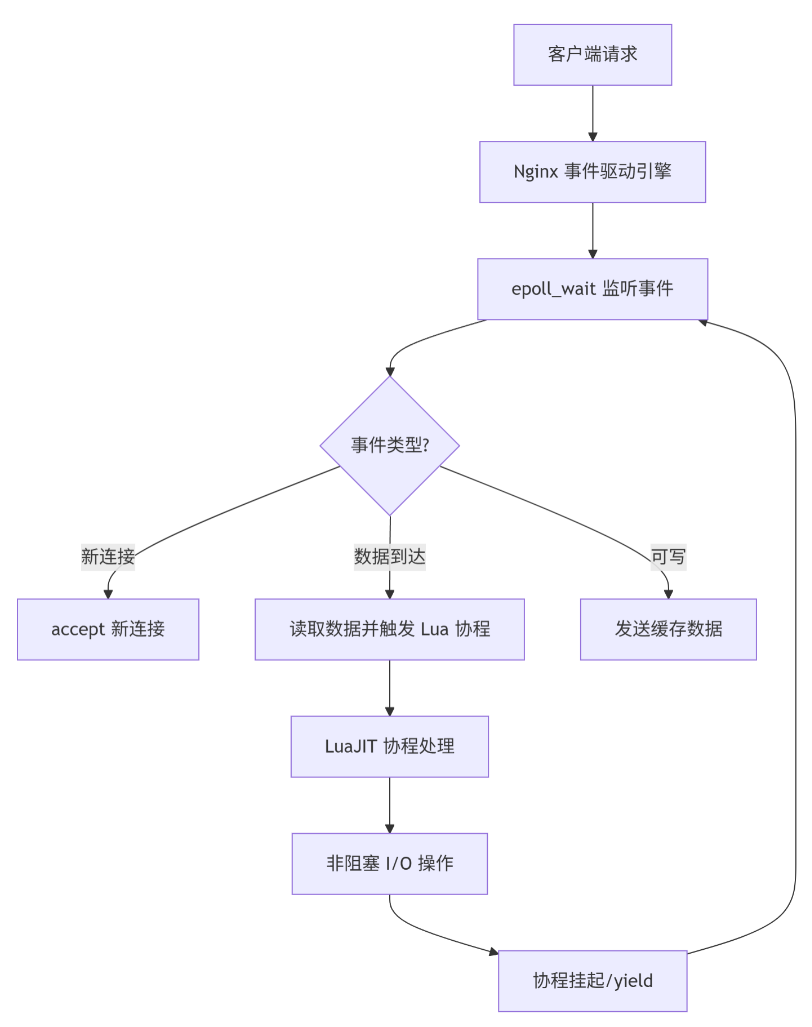 客户端请求
Nginx 事件驱动引擎
epoll_wait 监听事件
事件类型?
新连接
数据到达
可写
accept 新连接
读取数据并触发 Lua 协程
发送缓存数据
LuaJIT 协程处理
非阻塞 I/O 操作
协程挂起/yield